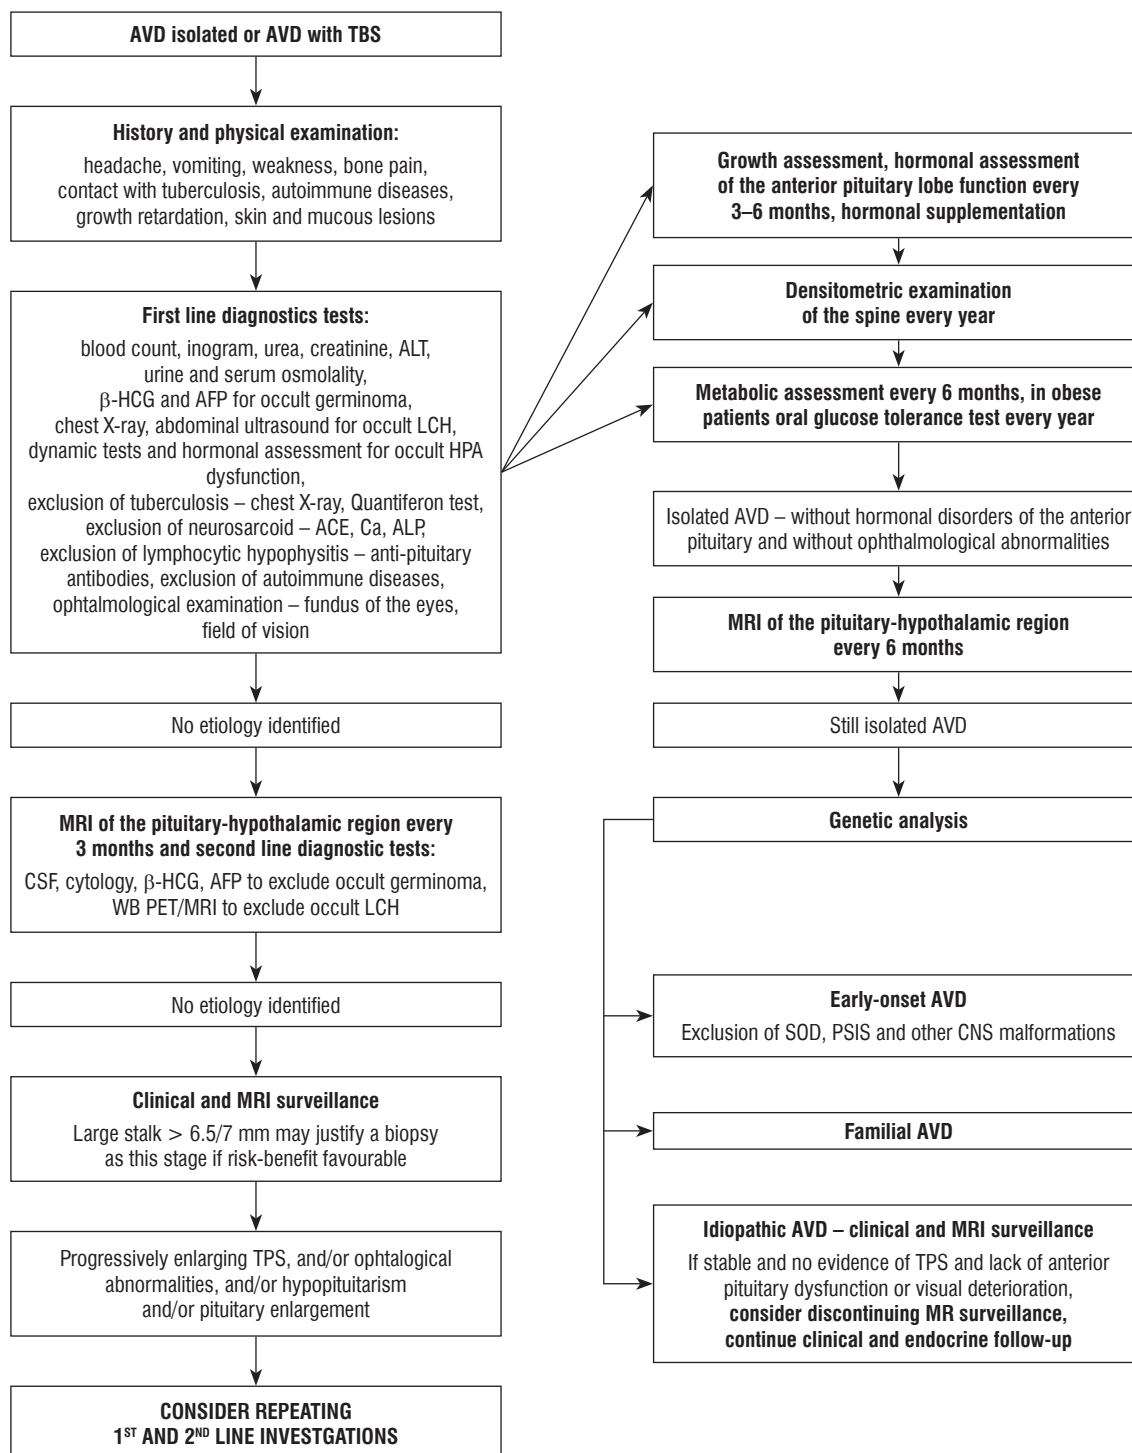 AVD isolated or AVD with TBS
History and physical examination:
headache, vomiting, weakness, bone pain,
contact with tuberculosis, autoimmune diseases,
growth retardation, skin and mucous lesions
First line diagnostics tests:
blood count, inogram, urea, creatinine, ALT,
urine and serum osmolality,
β-HCG and AFP for occult germinoma,
chest X-ray, abdominal ultrasound for occult LCH,
dynamic tests and hormonal assessment for occult HPA
dysfunction,
exclusion of tuberculosis – chest X-ray, Quantiferon test,
exclusion of neurosarcoid – ACE, Ca, ALP,
exclusion of lymphocytic hypophysitis – anti-pituitary
antibodies, exclusion of autoimmune diseases,
ophtalmological examination – fundus of the eyes,
field of vision
No etiology identified
MRI of the pituitary-hypothalamic region every
3 months and second line diagnostic tests:
CSF, cytology, β-HCG, AFP to exclude occult germinoma,
WB PET/MRI to exclude occult LCH
No etiology identified
Clinical and MRI surveillance
Large stalk > 6.5/7 mm may justify a biopsy
as this stage if risk-benefit favourable
Progressively enlarging TPS, and/or ophtalogical
abnormalities, and/or hypopituitarism
and/or pituitary enlargement
CONSIDER REPEATING
1ST AND 2ND LINE INVESTGATIONS
Growth assessment, hormonal assessment
of the anterior pituitary lobe function every
3–6 months, hormonal supplementation
Densitometric examination
of the spine every year
Metabolic assessment every 6 months, in obese
patients oral glucose tolerance test every year
Isolated AVD – without hormonal disorders of the anterior
pituitary and without ophthalmological abnormalities
MRI of the pituitary-hypothalamic region
every 6 months
Still isolated AVD
Genetic analysis
Early-onset AVD
Exclusion of SOD, PSIS and other CNS malformations
Familial AVD
Idiopathic AVD – clinical and MRI surveillance
If stable and no evidence of TPS and lack of anterior
pituitary dysfunction or visual deterioration,
consider discontinuing MR surveillance,
continue clinical and endocrine follow-up